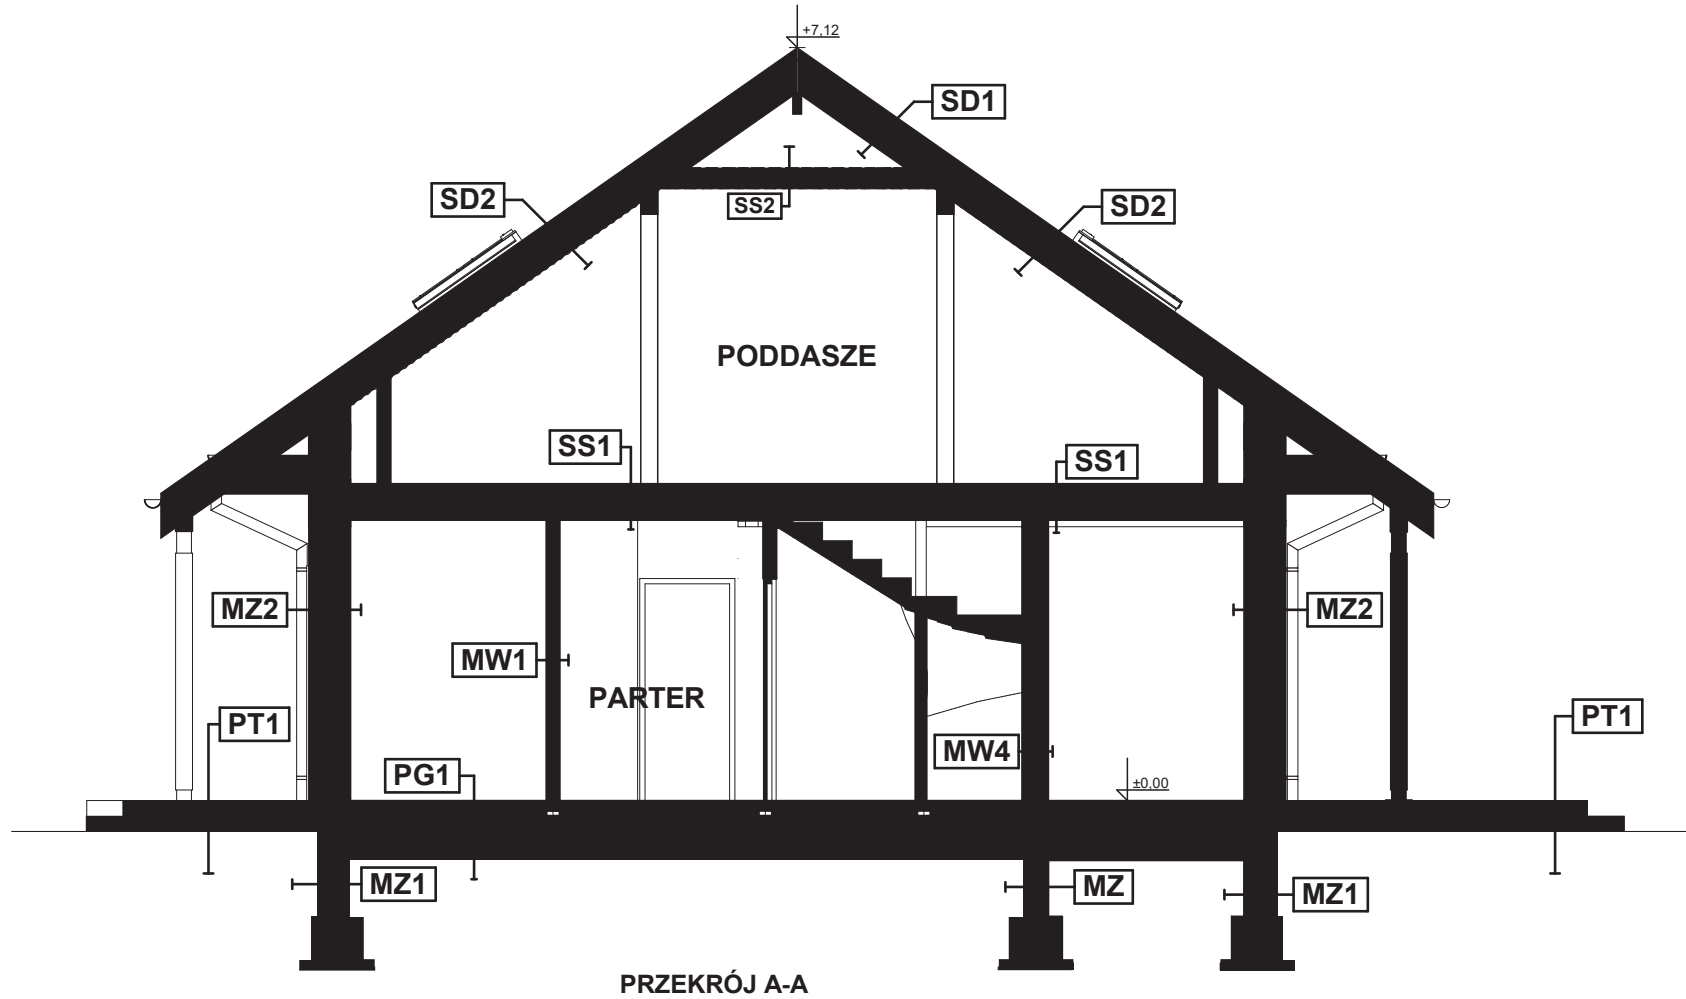 +7,12
SD1
SD2
SS2
SD2
PODDASZE
SS1
SS1
MZ2
MZ2
MW1
PARTER
PT1
PT1
MW4
PG1
±0,00
MZ1
MZ
MZ1
PRZEKRÓJ A-A